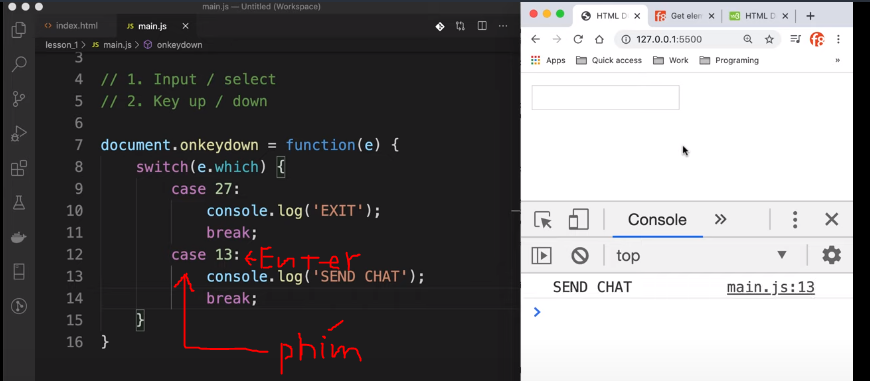 main.js — Untitled (Workspace)
index.html
JS main.js ×
lesson_1 > JS main.js > onkeydown
3
4 // 1. Input / select
5 // 2. Key up / down
6
7 document.onkeydown = function(e) {
8 switch(e.which) {
9 case 27:
10 console.log('EXIT');
11 break;
12 case 13: ←Enter
13 console.log('SEND CHAT');
14 break;
15 }
16 }
phím
HTML D
Get elem
HTML D
127.0.0.1:5500
Apps Quick access Work Programing »
Console »
top
SEND CHAT main.js:13